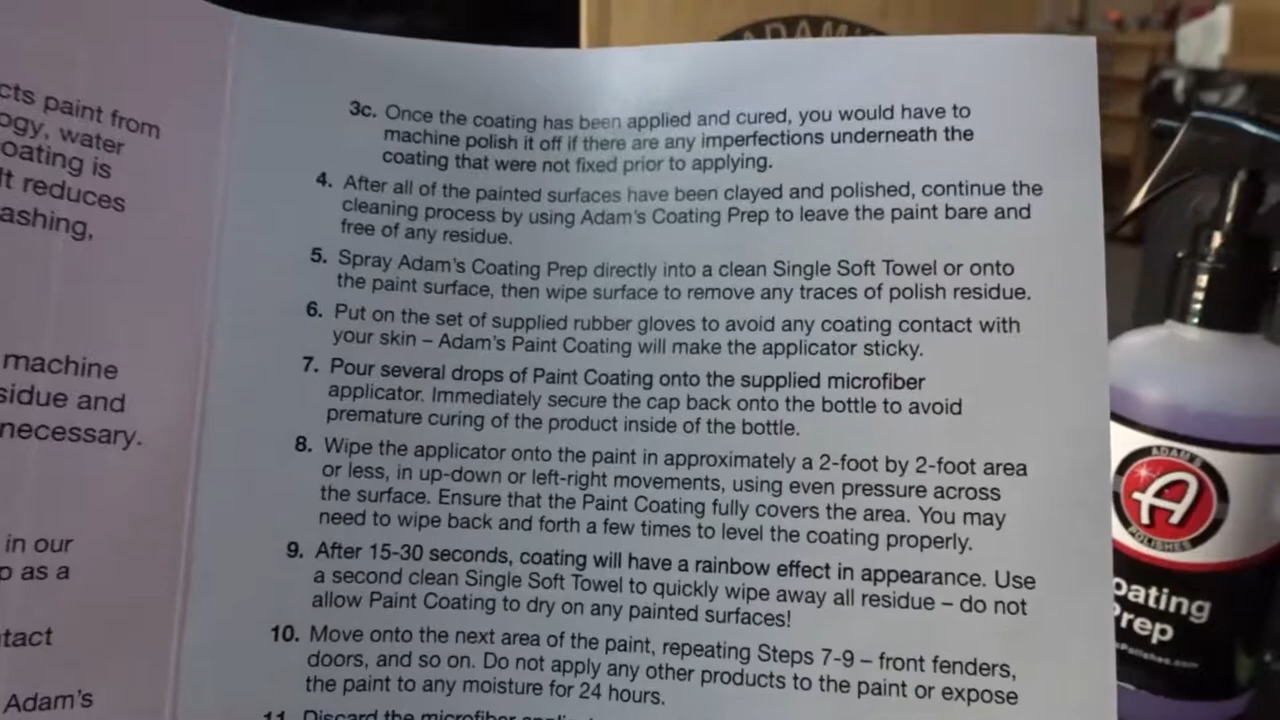 cts paint from
ogy, water
oating is
It reduces
ashing,
machine
sidue and
necessary.
in our
p as a
ntact
Adam's
3c. Once the coating has been applied and cured, you would have to
machine polish it off if there are any imperfections underneath the
coating that were not fixed prior to applying.
4. After all of the painted surfaces have been clayed and polished, continue the
cleaning process by using Adam's Coating Prep to leave the paint bare and
free of any residue.
5. Spray Adam's Coating Prep directly into a clean Single Soft Towel or onto
the paint surface, then wipe surface to remove any traces of polish residue.
6. Put on the set of supplied rubber gloves to avoid any coating contact with
your skin – Adam's Paint Coating will make the applicator sticky.
7. Pour several drops of Paint Coating onto the supplied microfiber
applicator. Immediately secure the cap back onto the bottle to avoid
premature curing of the product inside of the bottle.
8. Wipe the applicator onto the paint in approximately a 2-foot by 2-foot area
or less, in up-down or left-right movements, using even pressure across
the surface. Ensure that the Paint Coating fully covers the area. You may
need to wipe back and forth a few times to level the coating properly.
9. After 15-30 seconds, coating will have a rainbow effect in appearance. Use
a second clean Single Soft Towel to quickly wipe away all residue – do not
allow Paint Coating to dry on any painted surfaces!
10. Move onto the next area of the paint, repeating Steps 7-9 – front fenders,
doors, and so on. Do not apply any other products to the paint or expose
the paint to any moisture for 24 hours.
11. Discard the microfiber
ADAM'S
ADAM'S
A
POLISHES
oating
Prep